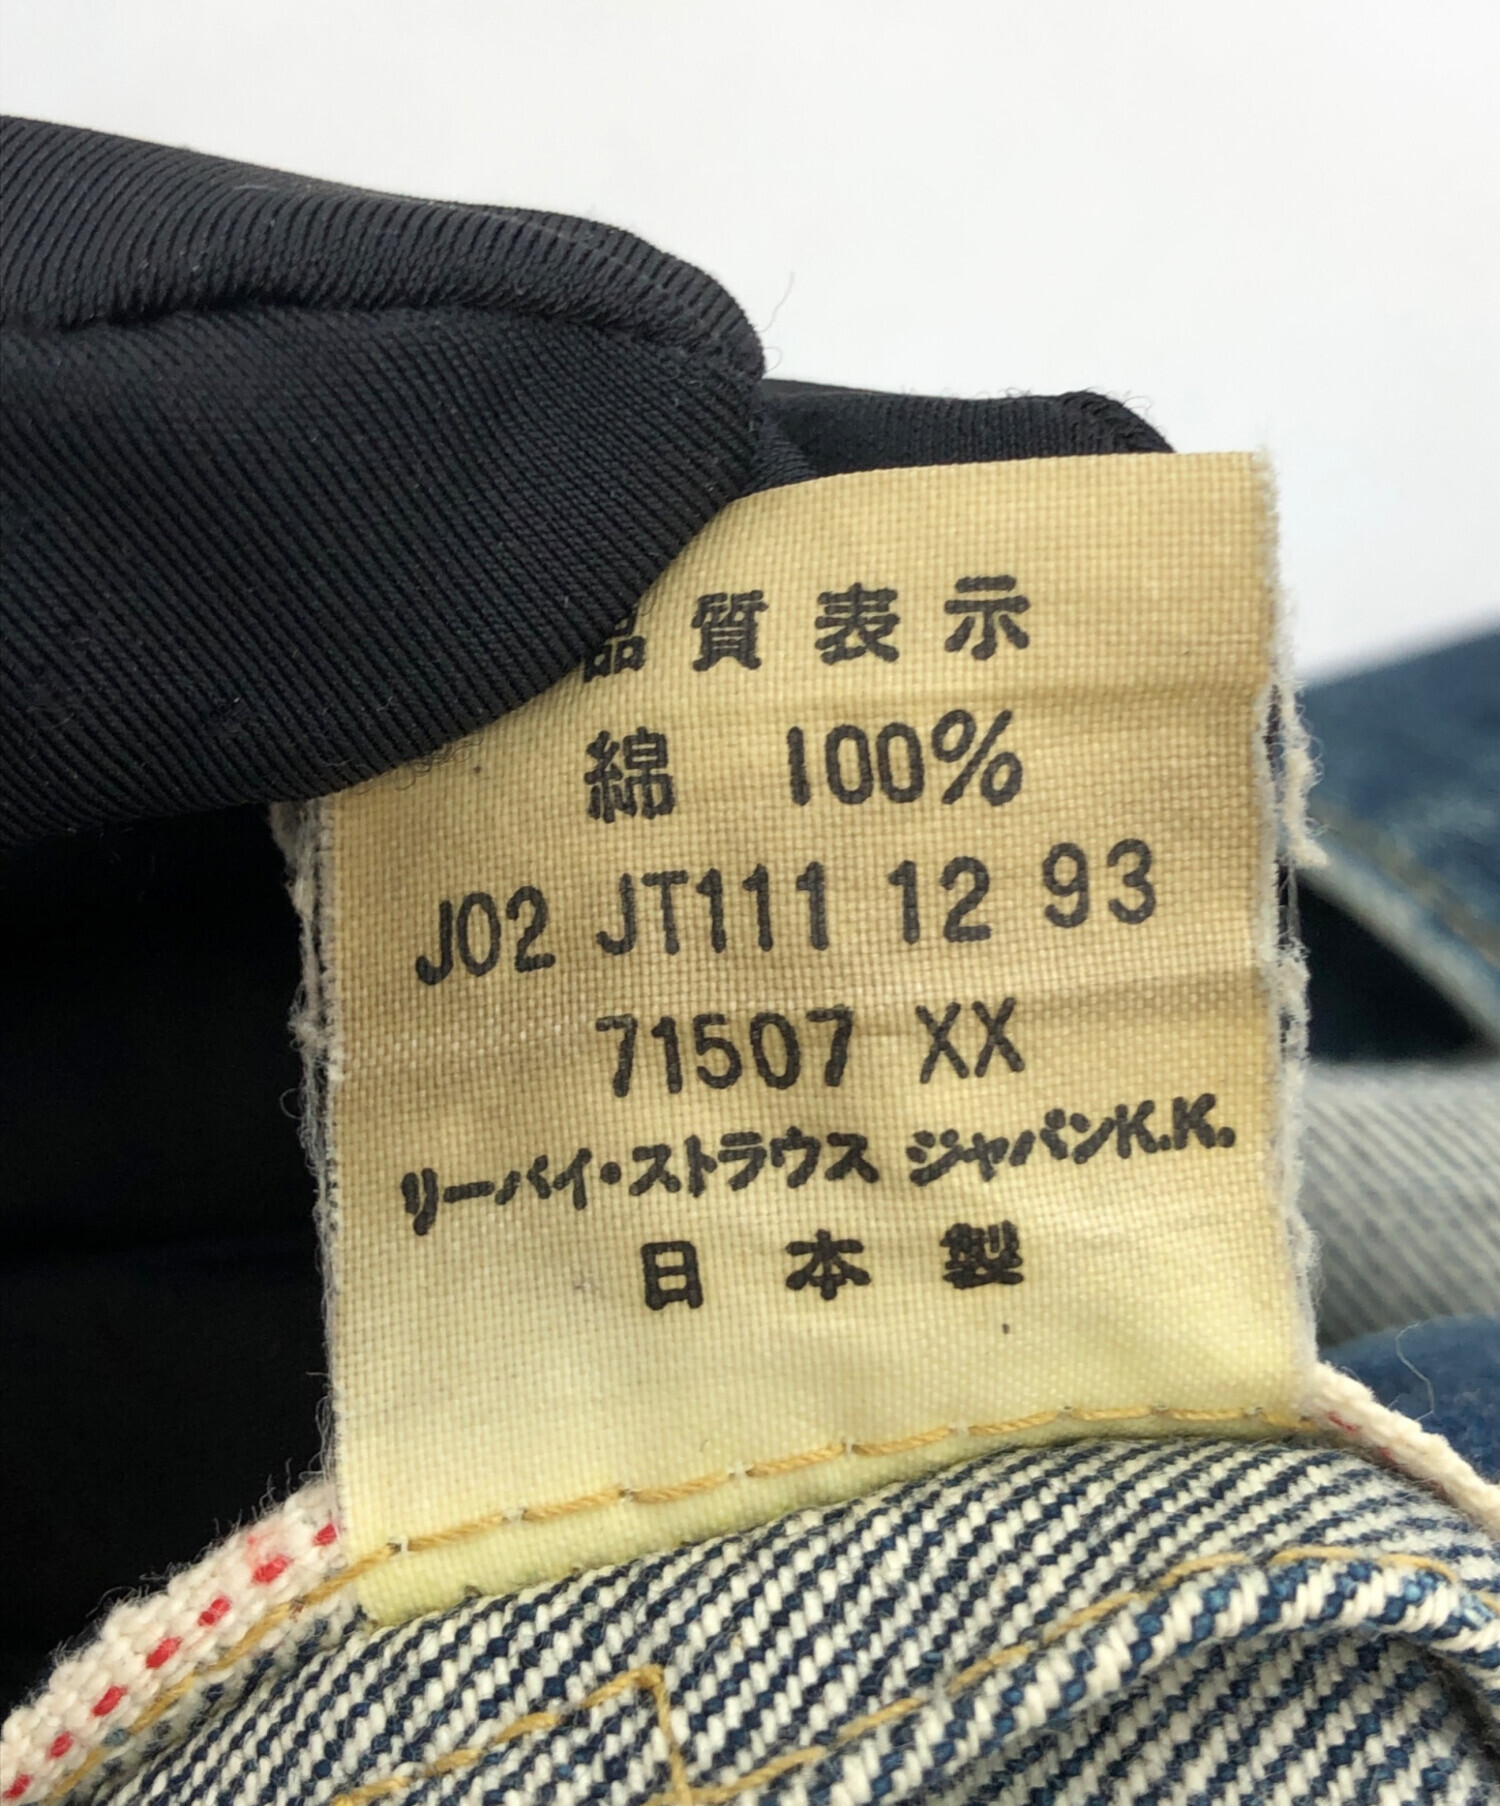 品質表示
綿 100%
J02 JT111 12 93
71507 XX
リーバイ・ストラウス ジャパンK.K.
日本製